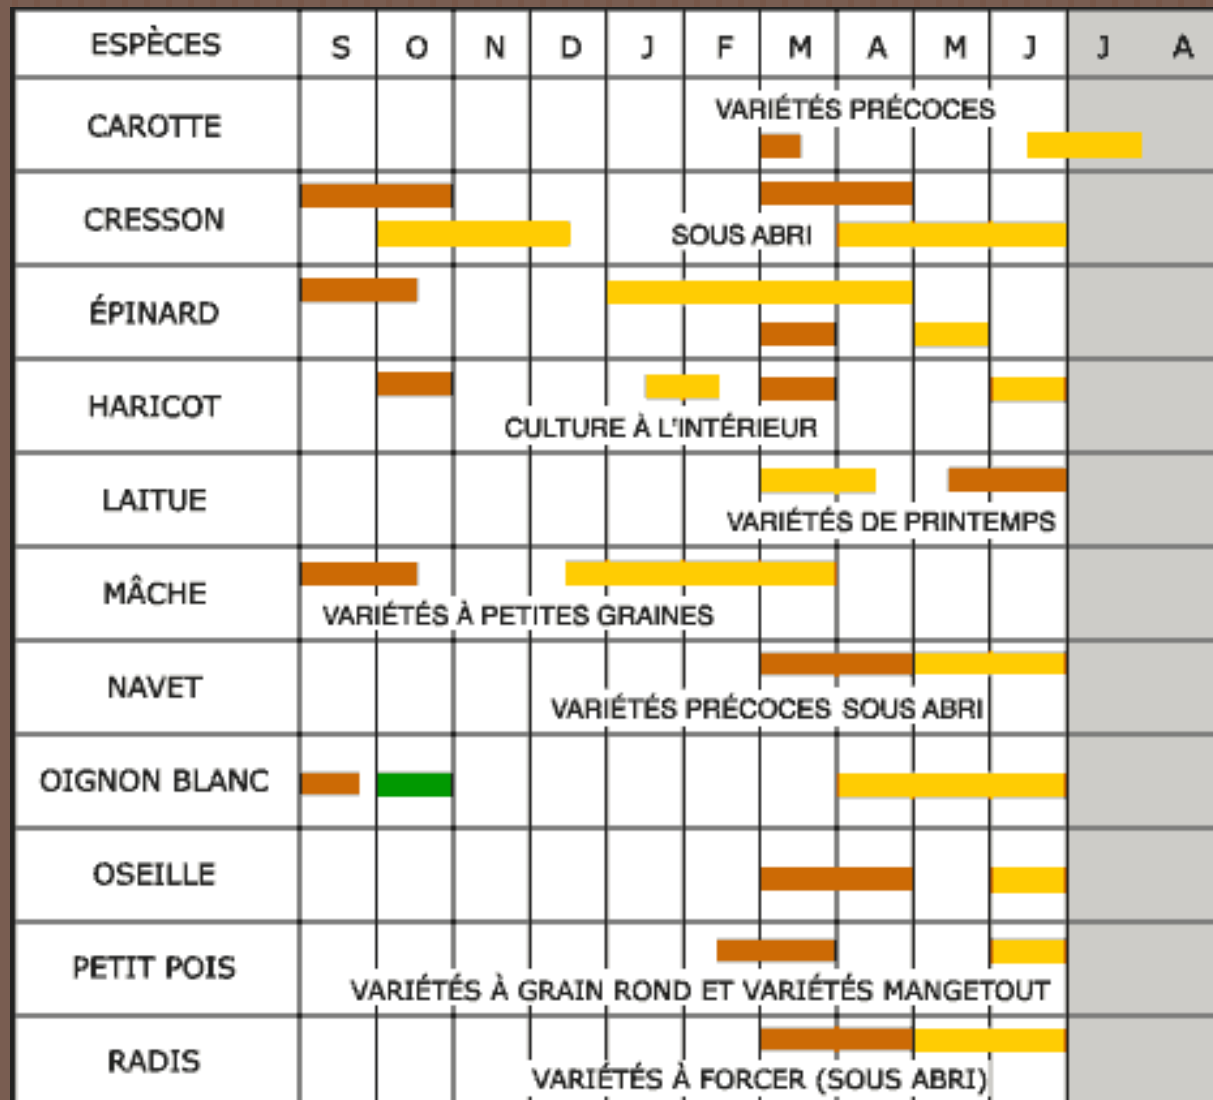 ESPÈCES S O N D J F M A M J J A
CAROTTE
VARIÉTÉS PRÉCOCES
CRESSON
SOUS ABRI
ÉPINARD
HARICOT
CULTURE À L'INTÉRIEUR
LAITUE
VARIÉTÉS DE PRINTEMPS
MÂCHE
VARIÉTÉS À PETITES GRAINES
NAVET
VARIÉTÉS PRÉCOCES SOUS ABRI
OIGNON BLANC
OSEILLE
PETIT POIS
VARIÉTÉS À GRAIN ROND ET VARIÉTÉS MANGETOUT
RADIS
VARIÉTÉS À FORCER (SOUS ABRI)